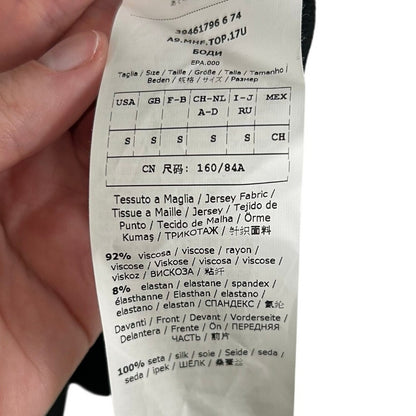 39461796 6 74
A9.MHF.TOP.17U
БОДИ
EPA.000
Taglia / Size / Taille / Größe / Talla / Tamanho /
Beden / 规格 / サイズ / Размер
USA GB F-B CH-NL I-J MEX
A-D RU
S S S S S CH
CN 尺码: 160/84A
Tessuto a Maglia / Jersey Fabric /
Tissue a Maille / Jersey / Tejido de
Punto / Tecido de Malha / Örme
Kumaş / ТРИКОТАЖ / 针织面料
92% viscosa / viscose / rayon /
viscose / Viskose / viscosa / viscose /
viskoz / ВИСКОЗА / 粘纤
8% elastan / elastane / spandex /
élasthanne / Elasthan / elastano /
elastano / elastan / СПАНДЕКС / 氨纶
Davanti / Front / Devant / Vorderseite /
Delantera / Frente / On / ПЕРЕДНЯЯ
ЧАСТЬ / 前片
100% seta / silk / soie / Seide / seda /
seda / ipek / ШЁЛК / 桑蚕丝